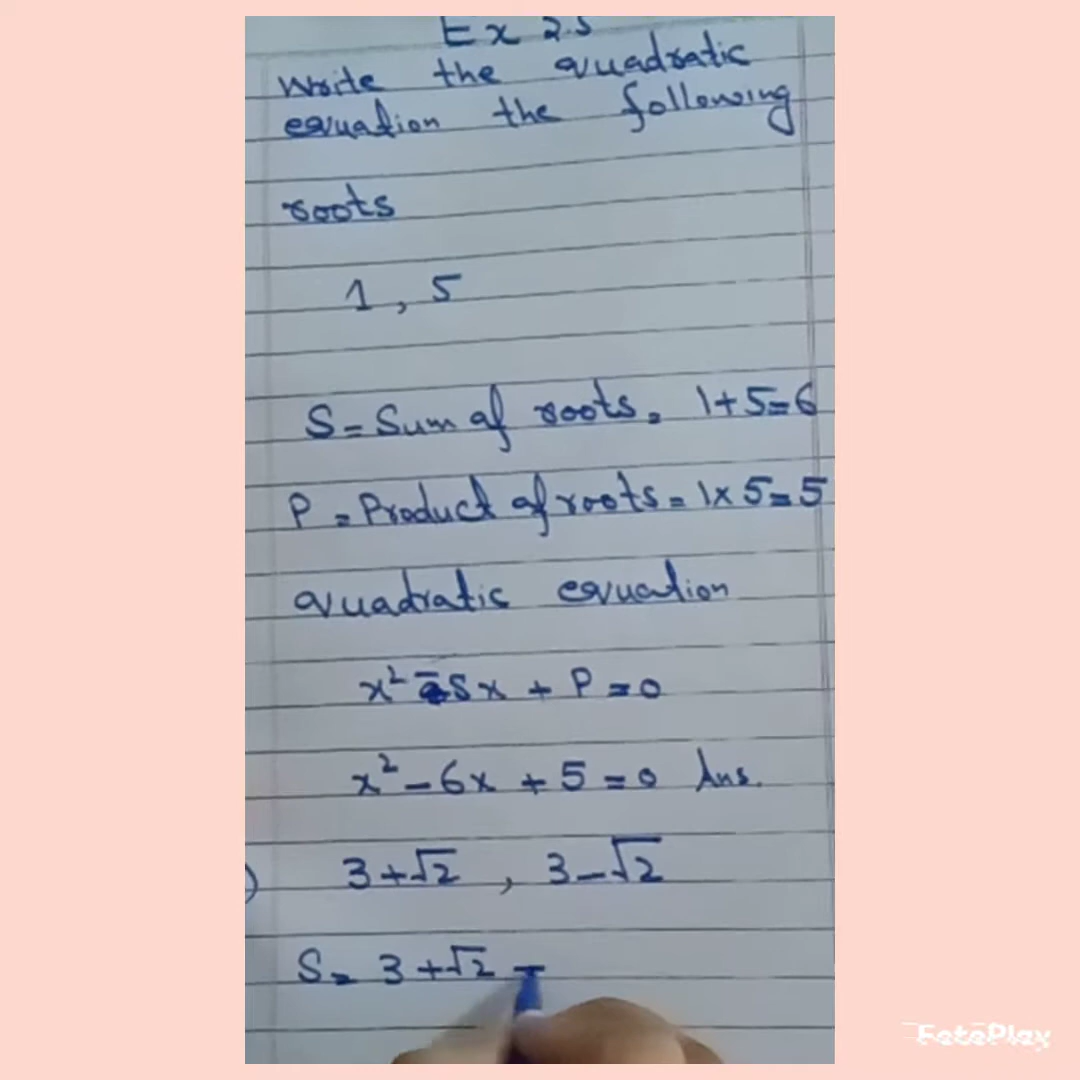 Ex 2.5
Write the quadratic
equation the following
roots
1 , 5
S = Sum of roots = 1+5=6
P = Product of roots = 1×5=5
quadratic equation
x² - Sx + P = 0
x² - 6x + 5 = 0 Ans.
) 3+√2 , 3-√2
S = 3+√2 -
FotoPlay